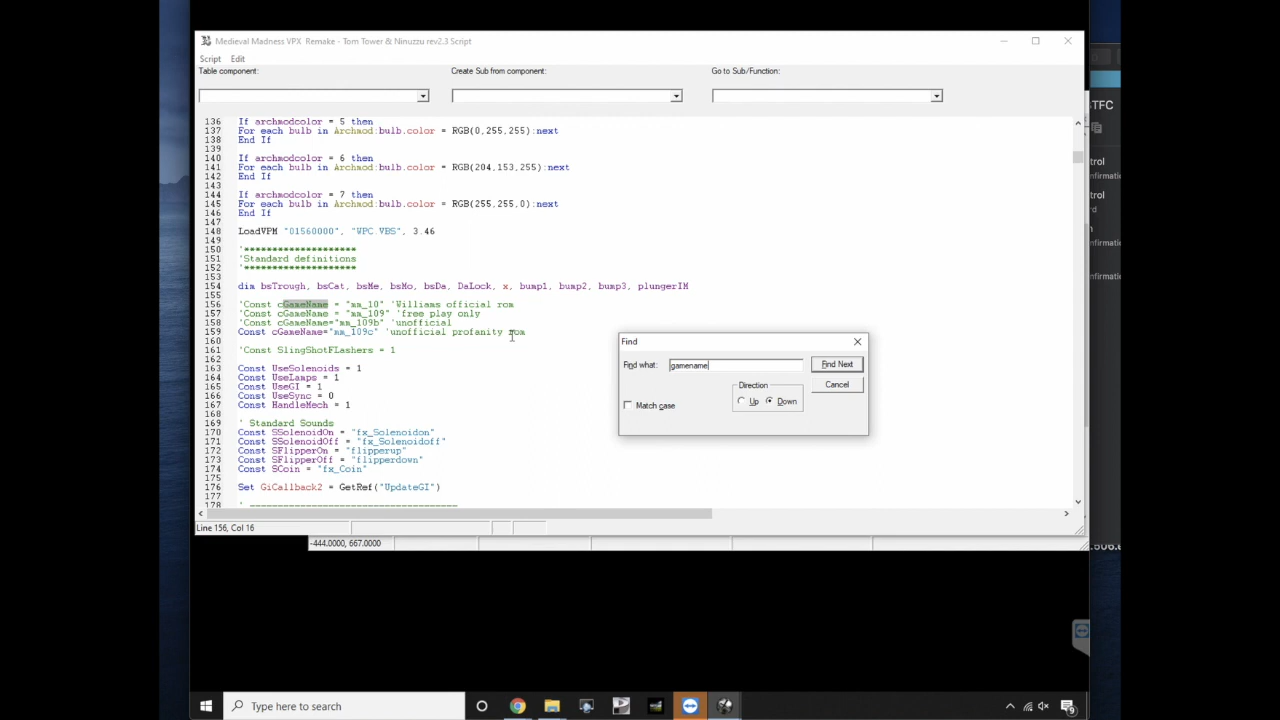 Medieval Madness VPX Remake - Tom Tower & Ninuzzu rev2.3 Script
Script Edit
Table component: Create Sub from component: Go to Sub/Function:
136 If archmodcolor = 5 then
137 For each bulb in Archmod:bulb.color = RGB(0,255,255):next
138 End If
139
140 If archmodcolor = 6 then
141 For each bulb in Archmod:bulb.color = RGB(204,153,255):next
142 End If
143
144 If archmodcolor = 7 then
145 For each bulb in Archmod:bulb.color = RGB(255,255,0):next
146 End If
147
148 LoadVPM "01560000", "WPC.VBS", 3.46
149
150 '********************
151 'Standard definitions
152 '********************
153
154 dim bsTrough, bsCat, bsMe, bsMo, bsDa, DaLock, x, bump1, bump2, bump3, plungerIM
155
156 'Const cGameName = "mm_10" 'Williams official rom
157 'Const cGameName = "mm_109" 'free play only
158 'Const cGameName="mm_109b" 'unofficial
159 Const cGameName="mm_109c" 'unofficial profanity rom
160
161 'Const SlingShotFLashers = 1
162
163 Const UseSolenoids = 1
164 Const UseLamps = 1
165 Const UseGI = 1
166 Const UseSync = 0
167 Const HandleMech = 1
168
169 ' Standard Sounds
170 Const SSolenoidOn = "fx_Solenoidon"
171 Const SSolenoidOff = "fx_Solenoidoff"
172 Const SFlipperOn = "flipperup"
173 Const SFlipperOff = "flipperdown"
174 Const SCoin = "fx_Coin"
175
176 Set GiCallback2 = GetRef("UpdateGI")
177
178 ' -------------------------------------
Line 156, Col 16
-444.0000, 667.0000
Find
Find what: gamename Find Next
Direction Cancel
Up Down
Match case
TFC
trol
nfirmatic
trol
rd
n
nfirmatic
nfirmatic
.506.
Type here to search
9